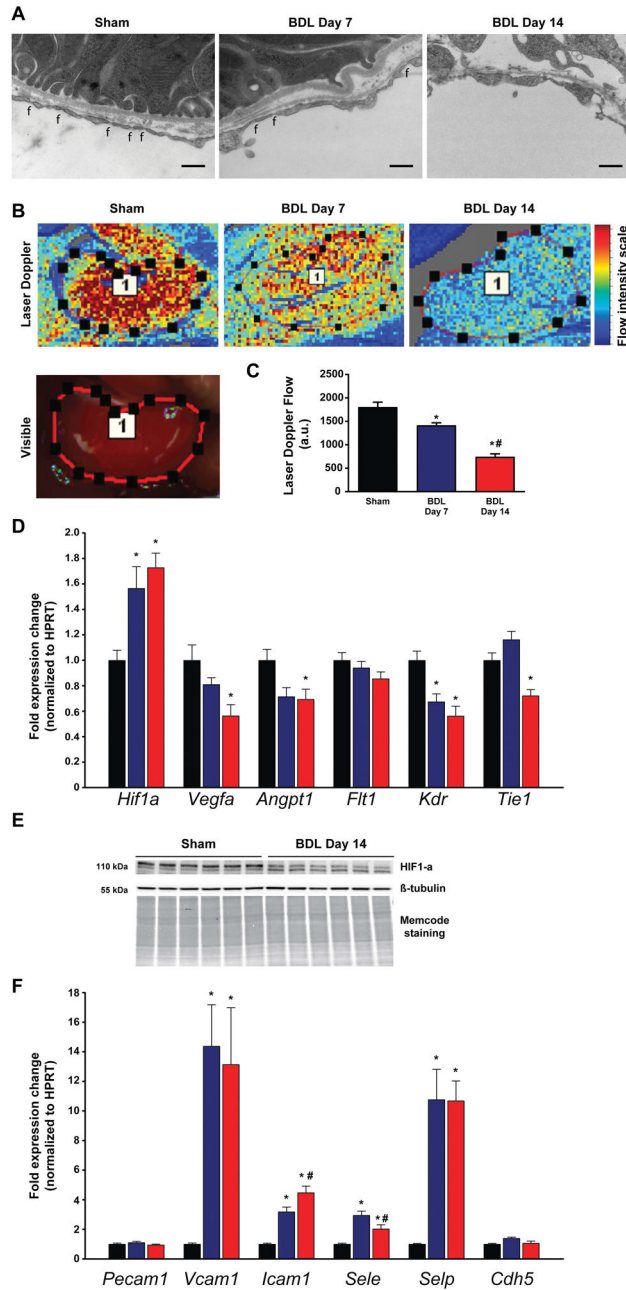 A
Sham
BDL Day 7
BDL Day 14
f
f
f
f f
f f
f
B
Sham
BDL Day 7
BDL Day 14
Laser Doppler
1
1
1
Flow intensity scale
Visible
1
C
Laser Doppler Flow
(a.u.)
2500
2000
1500
1000
500
0
*
*#
Sham
BDL
Day 7
BDL
Day 14
D
Fold expression change
(normalized to HPRT)
2.0
1.8
1.6
1.4
1.2
1.0
0.8
0.6
0.4
0.2
0
* *
*
*
* *
*
Hif1a Vegfa Angpt1 Flt1 Kdr Tie1
E
Sham
BDL Day 14
110 kDa
HIF1-a
55 kDa
ß-tubulin
Memcode
staining
F
Fold expression change
(normalized to HPRT)
18
16
14
12
10
8
6
4
2
0
* *
* *#
* *#
* *
Pecam1 Vcam1 Icam1 Sele Selp Cdh5